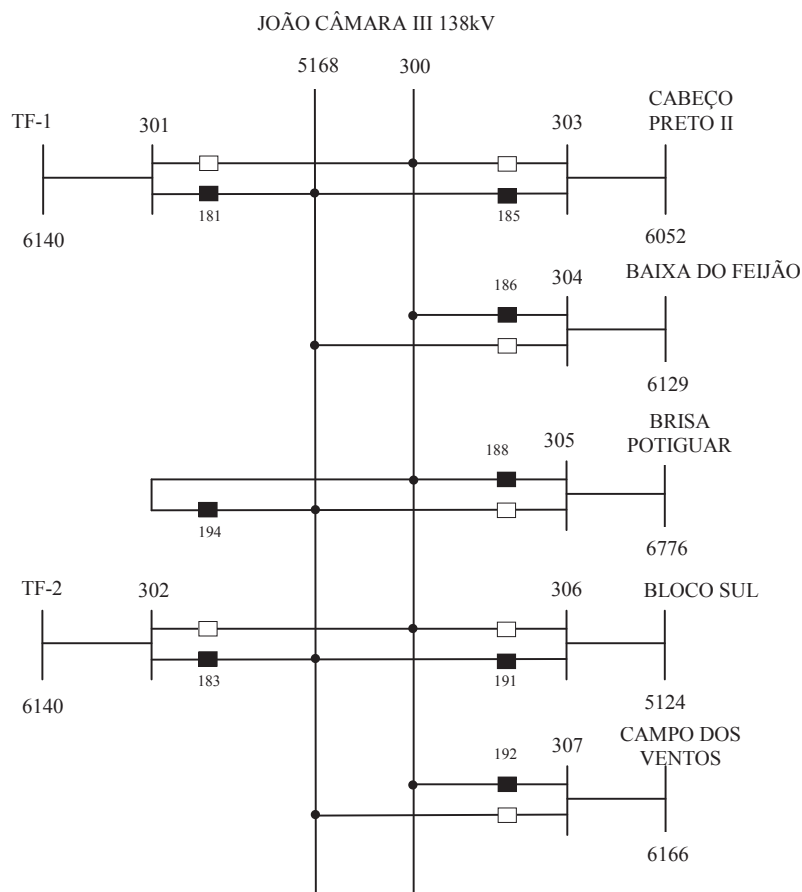 JOÃO CÂMARA III 138kV
5168
300
CABEÇO
PRETO II
TF-1
301
303
181
185
6140
6052
186
304
BAIXA DO FEIJÃO
6129
BRISA
POTIGUAR
188
305
194
6776
TF-2
302
306
BLOCO SUL
183
191
6140
5124
CAMPO DOS
VENTOS
192
307
6166